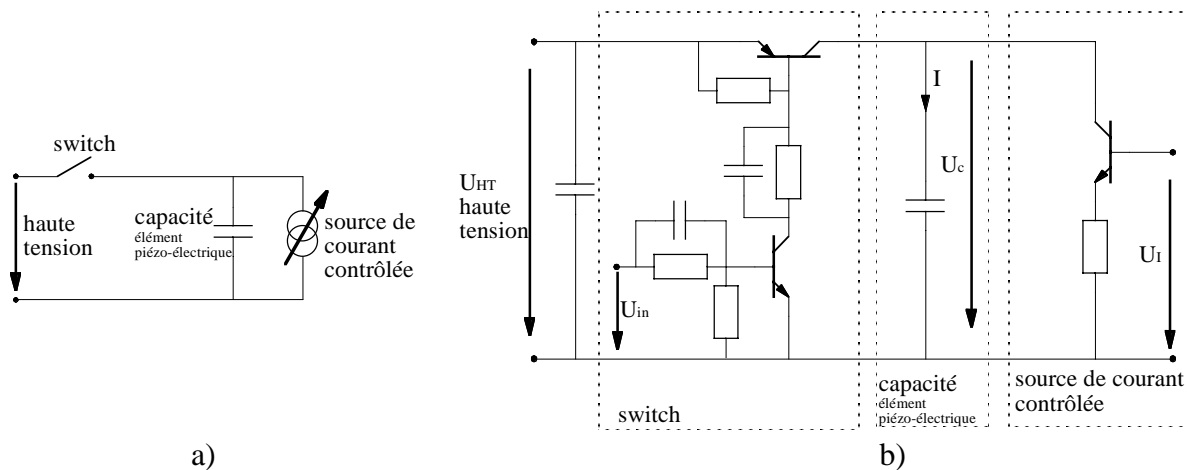 switch
haute
tension
capacité
élément
piézo-électrique
source de
courant
contrôlée
a)
UHT
haute
tension
Uin
switch
I
Uc
capacité
élément
piézo-électrique
UI
source de courant
contrôlée
b)